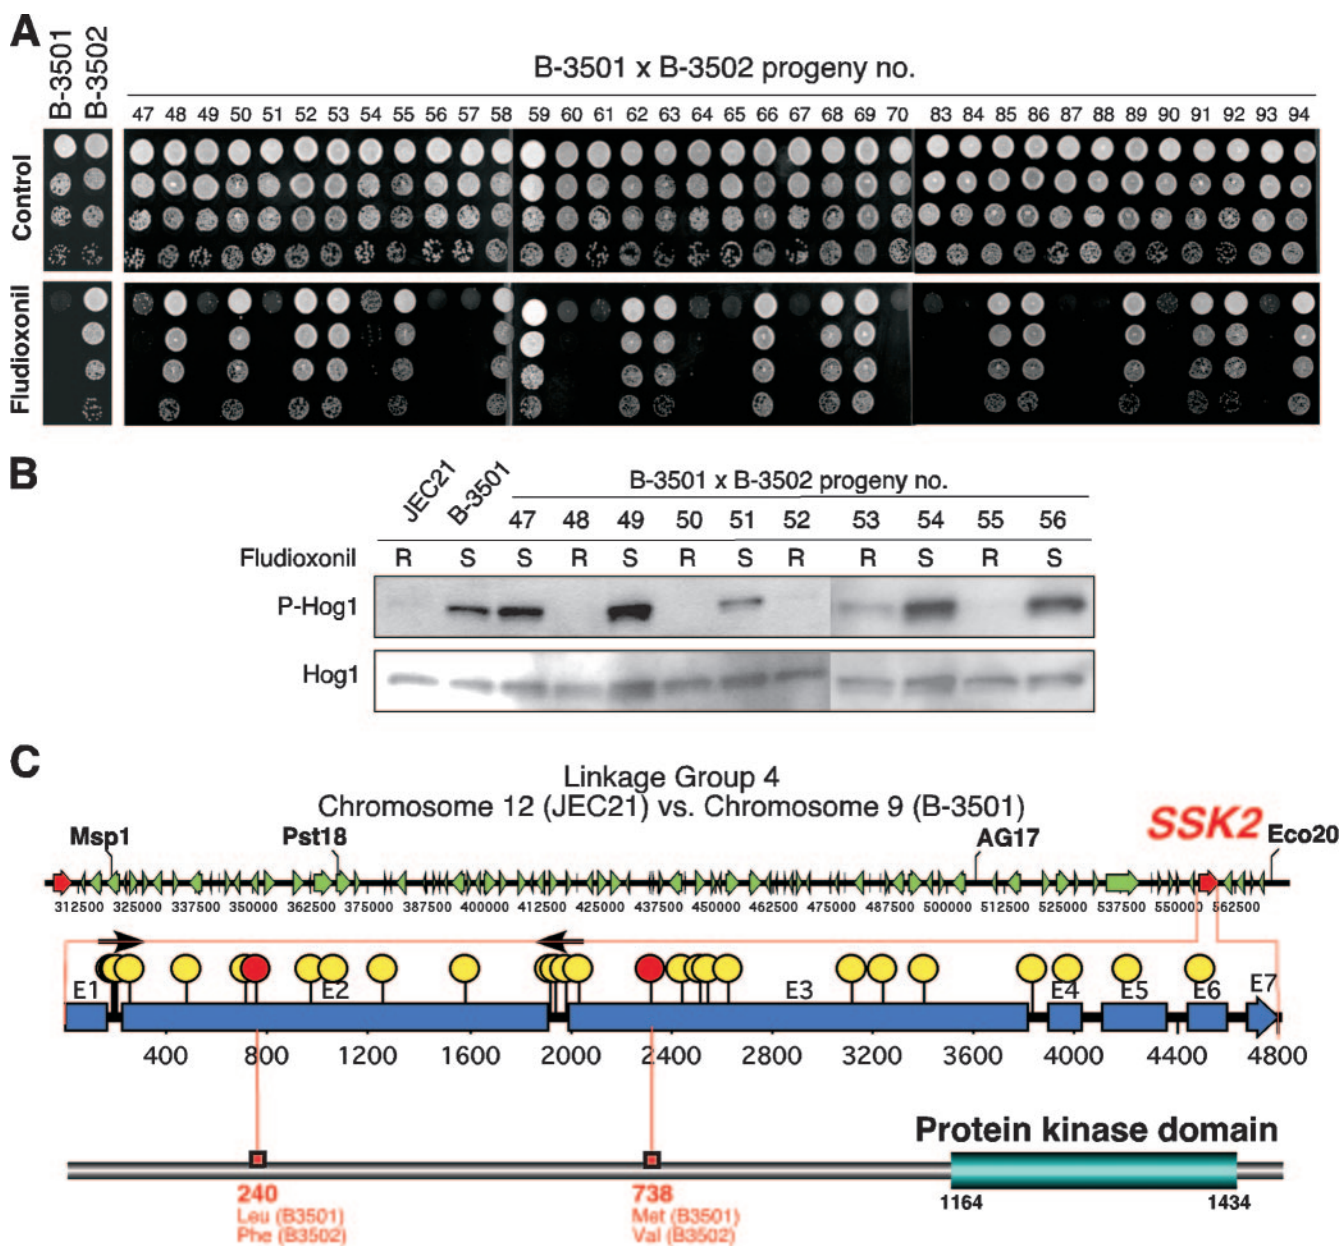 A
B-3501
B-3502
B-3501 x B-3502 progeny no.
47 48 49 50 51 52 53 54 55 56 57 58 59 60 61 62 63 64 65 66 67 68 69 70 83 84 85 86 87 88 89 90 91 92 93 94
Control
Fludioxonil
B
JEC21
B-3501
B-3501 x B-3502 progeny no.
47 48 49 50 51 52 53 54 55 56
Fludioxonil R S S R S R S R R S R S
P-Hog1
Hog1
C
Linkage Group 4
Chromosome 12 (JEC21) vs. Chromosome 9 (B-3501)
SSK2
Msp1 Pst18 AG17 Eco20
312500 325000 337500 350000 362500 375000 387500 400000 412500 425000 437500 450000 462500 475000 487500 500000 512500 525000 537500 550000 562500
E1 E2 E3 E4 E5 E6 E7
400 800 1200 1600 2000 2400 2800 3200 3600 4000 4400 4800
Protein kinase domain
240
Leu (B3501)
Phe (B3502)
738
Met (B3501)
Val (B3502)
1164 1434